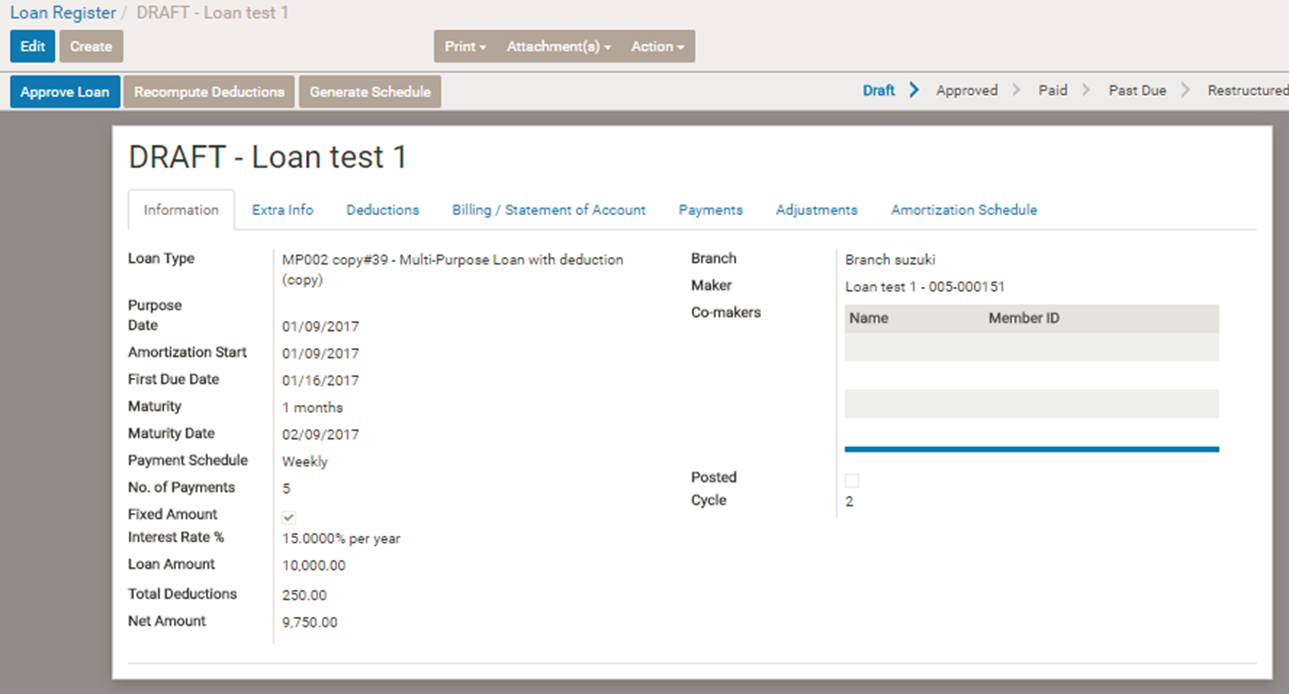 Loan Register / DRAFT - Loan test 1
Edit Create Print Attachment(s) Action
Approve Loan Recompute Deductions Generate Schedule Draft Approved Paid Past Due Restructured
DRAFT - Loan test 1
Information Extra Info Deductions Billing / Statement of Account Payments Adjustments Amortization Schedule
Loan Type MP002 copy#39 - Multi-Purpose Loan with deduction
(copy)
Purpose
Date 01/09/2017
Amortization Start 01/09/2017
First Due Date 01/16/2017
Maturity 1 months
Maturity Date 02/09/2017
Payment Schedule Weekly
No. of Payments 5
Fixed Amount
Interest Rate % 15.0000% per year
Loan Amount 10,000.00
Total Deductions 250.00
Net Amount 9,750.00
Branch Branch suzuki
Maker Loan test 1 - 005-000151
Co-makers
Name Member ID
Posted
Cycle 2